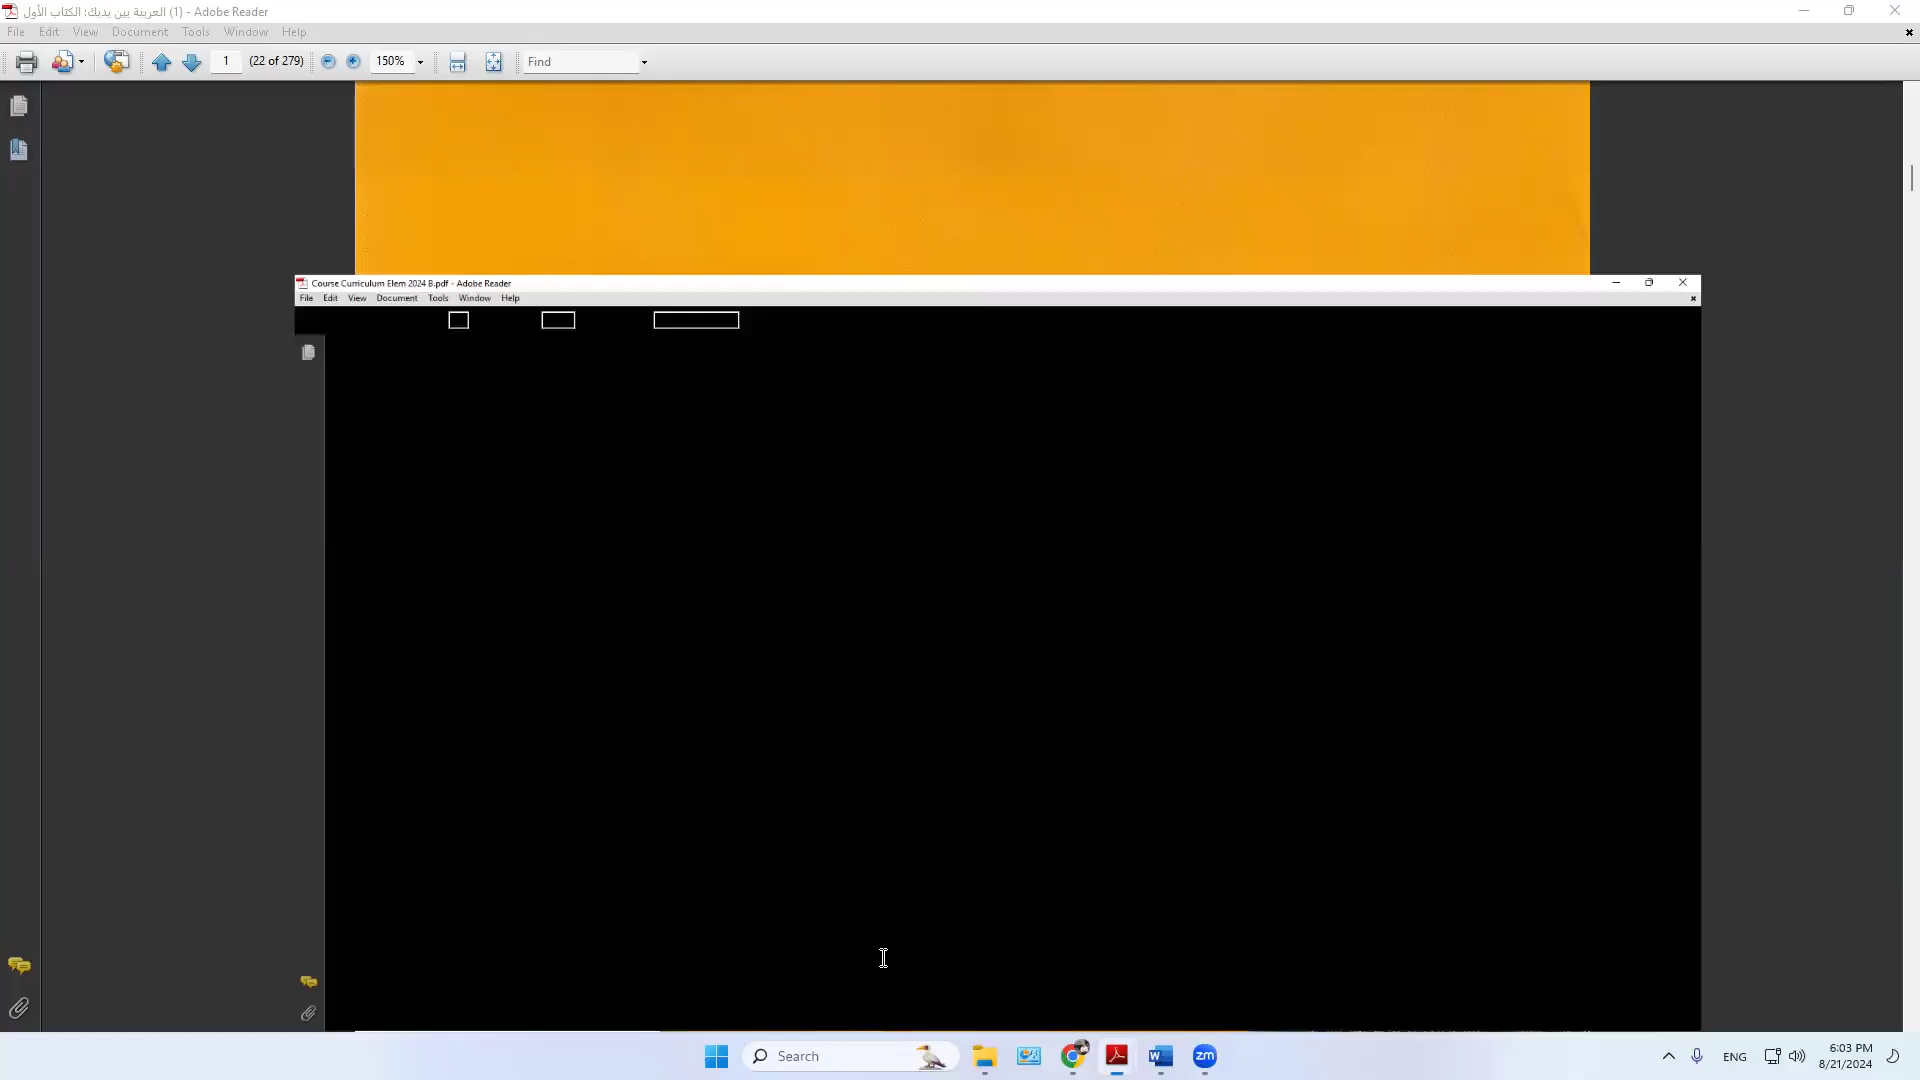 العربية بين يديك: الكتاب الأول (1) - Adobe Reader
File Edit View Document Tools Window Help
1 (22 of 279) 150% Find
Course Curriculum Elem 2024 B.pdf - Adobe Reader
File Edit View Document Tools Window Help
Search
zm
ENG
6:03 PM
8/21/2024